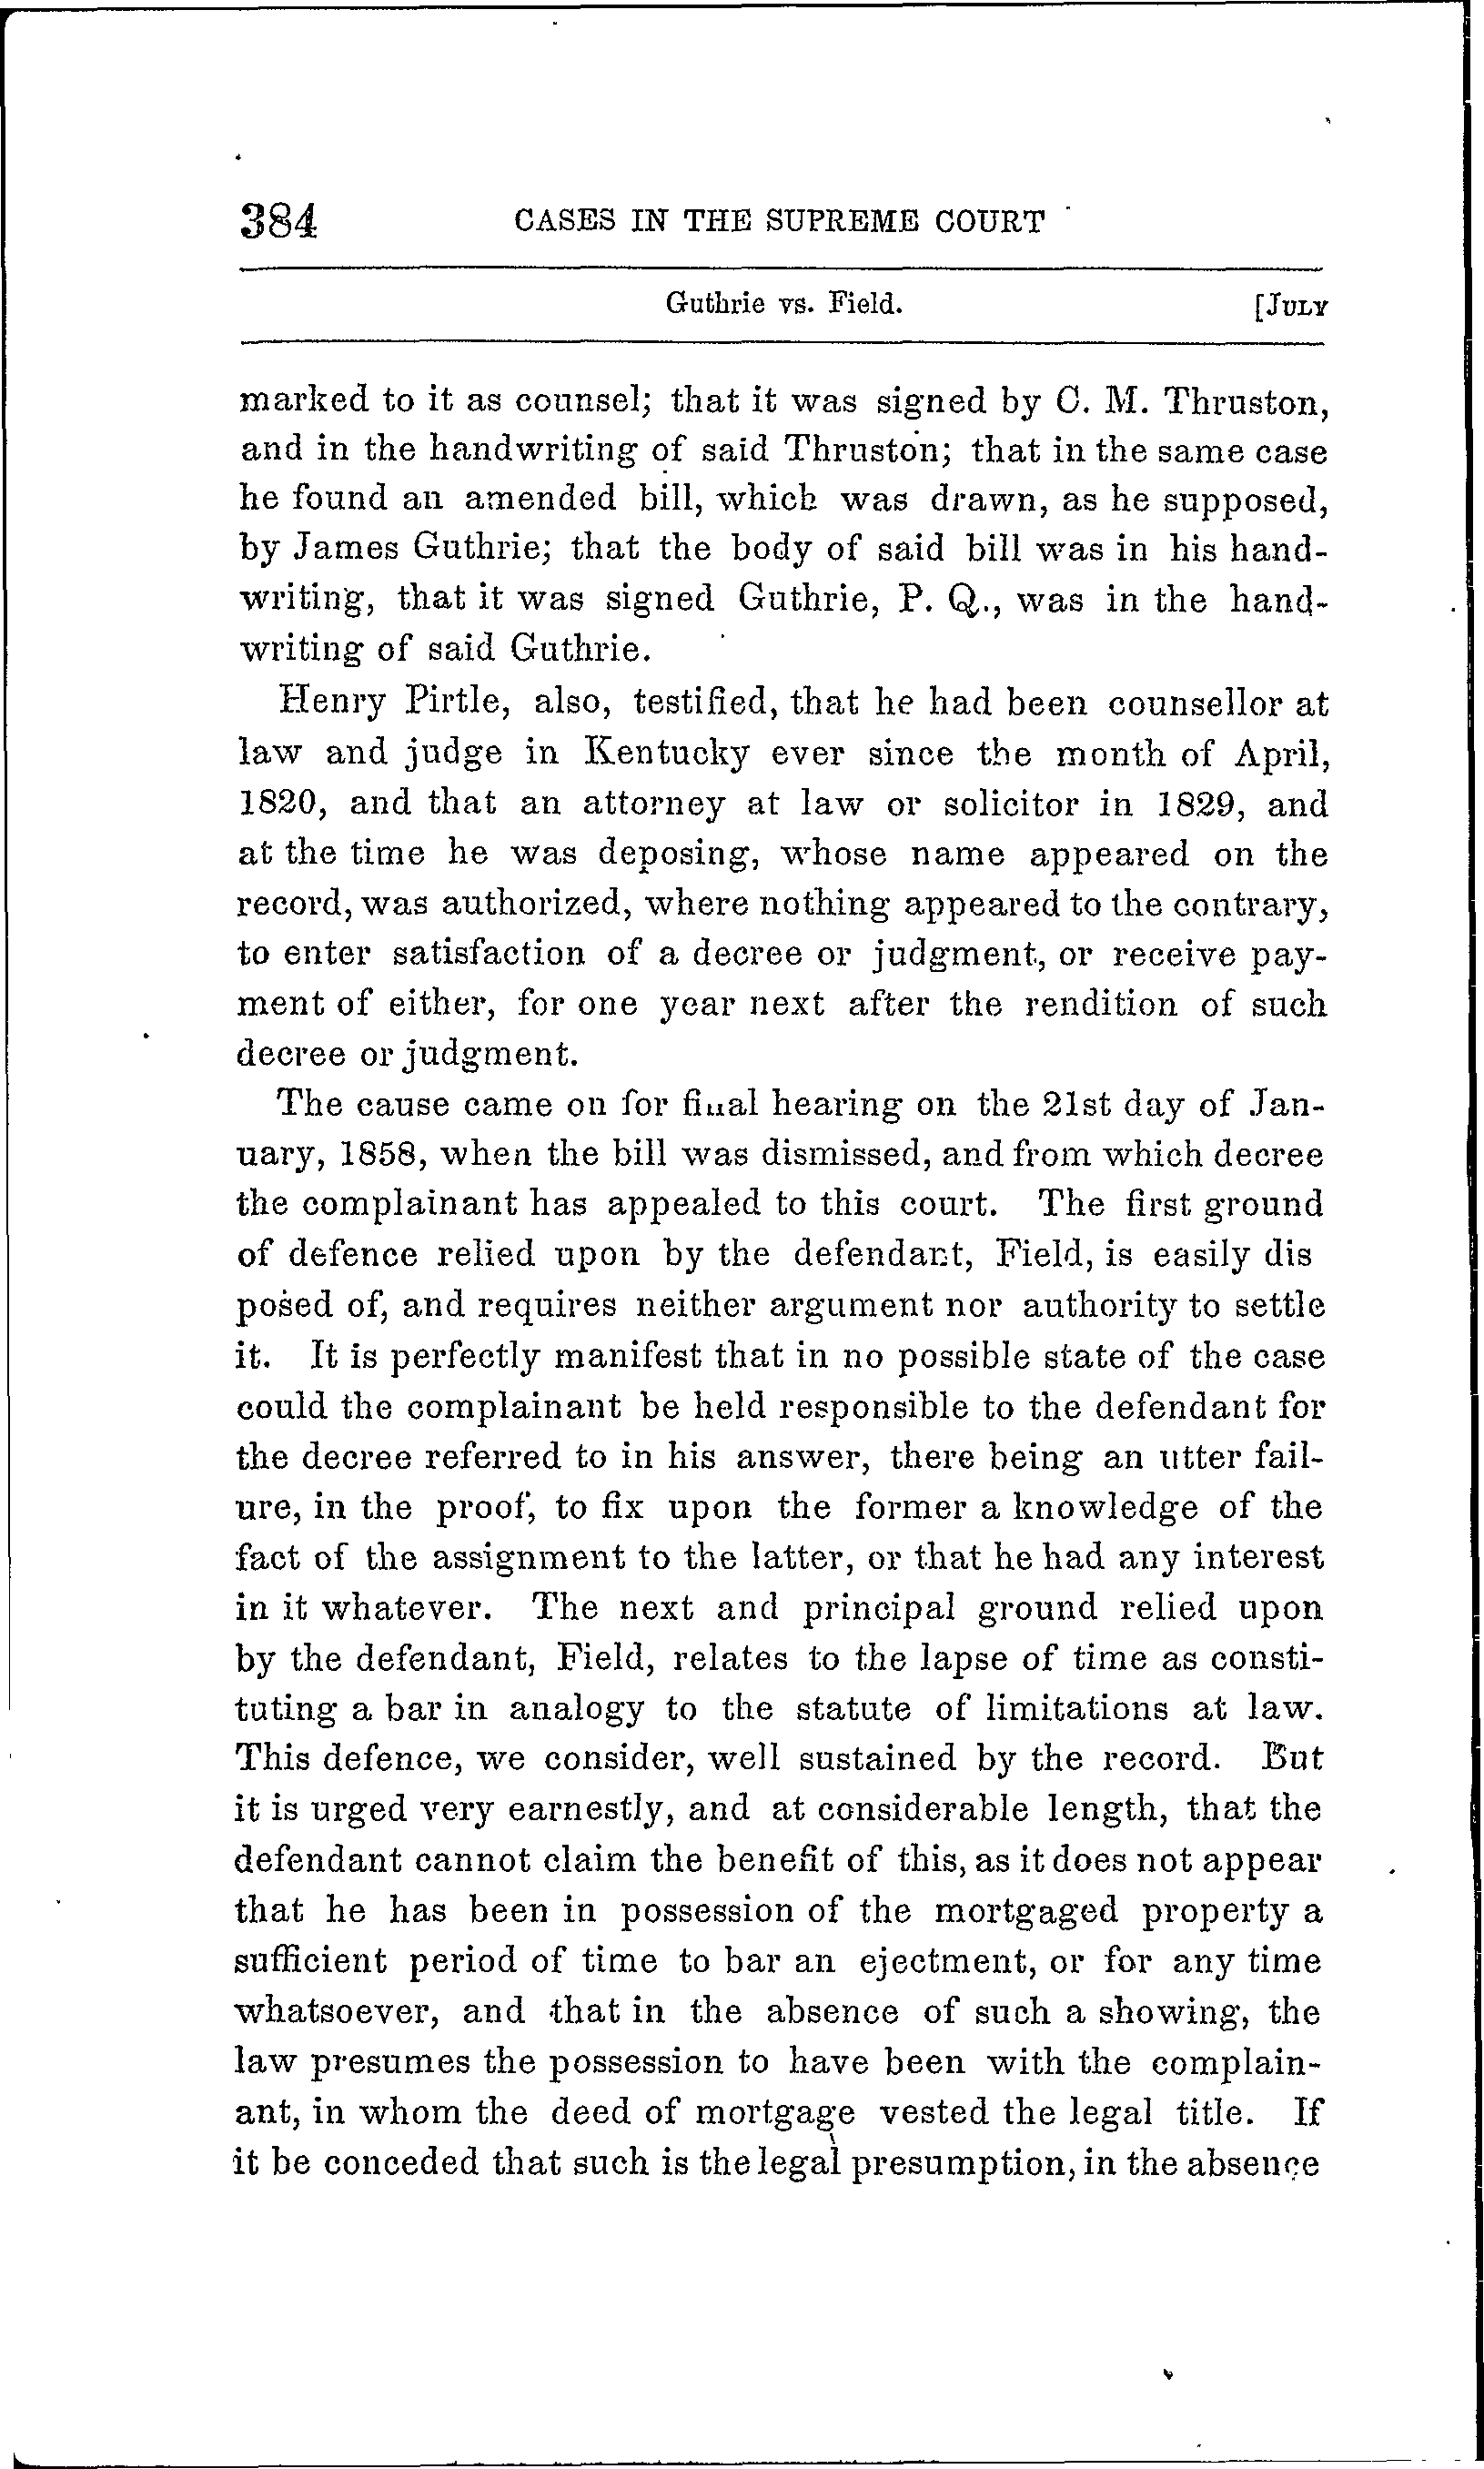 384 CASES IN THE SUPREME COURT
Guthrie vs. Field. [JULY
marked to it as counsel; that it was signed by C. M. Thruston,
and in the handwriting of said Thruston; that in the same case
he found an amended bill, which was drawn, as he supposed,
by James Guthrie; that the body of said bill was in his hand-
writing, that it was signed Guthrie, P. Q., was in the hand-
writing of said Guthrie.
Henry Pirtle, also, testified, that he had been counsellor at
law and judge in Kentucky ever since the month of April,
1820, and that an attorney at law or solicitor in 1829, and
at the time he was deposing, whose name appeared on the
record, was authorized, where nothing appeared to the contrary,
to enter satisfaction of a decree or judgment, or receive pay-
ment of either, for one year next after the rendition of such
decree or judgment.
The cause came on for final hearing on the 21st day of Jan-
uary, 1858, when the bill was dismissed, and from which decree
the complainant has appealed to this court. The first ground
of defence relied upon by the defendant, Field, is easily dis
posed of, and requires neither argument nor authority to settle
it. It is perfectly manifest that in no possible state of the case
could the complainant be held responsible to the defendant for
the decree referred to in his answer, there being an utter fail-
ure, in the proof, to fix upon the former a knowledge of the
fact of the assignment to the latter, or that he had any interest
in it whatever. The next and principal ground relied upon
by the defendant, Field, relates to the lapse of time as consti-
tuting a bar in analogy to the statute of limitations at law.
This defence, we consider, well sustained by the record. But
it is urged very earnestly, and at considerable length, that the
defendant cannot claim the benefit of this, as it does not appear
that he has been in possession of the mortgaged property a
sufficient period of time to bar an ejectment, or for any time
whatsoever, and that in the absence of such a showing, the
law presumes the possession to have been with the complain-
ant, in whom the deed of mortgage vested the legal title. If
it be conceded that such is the legal presumption, in the absence